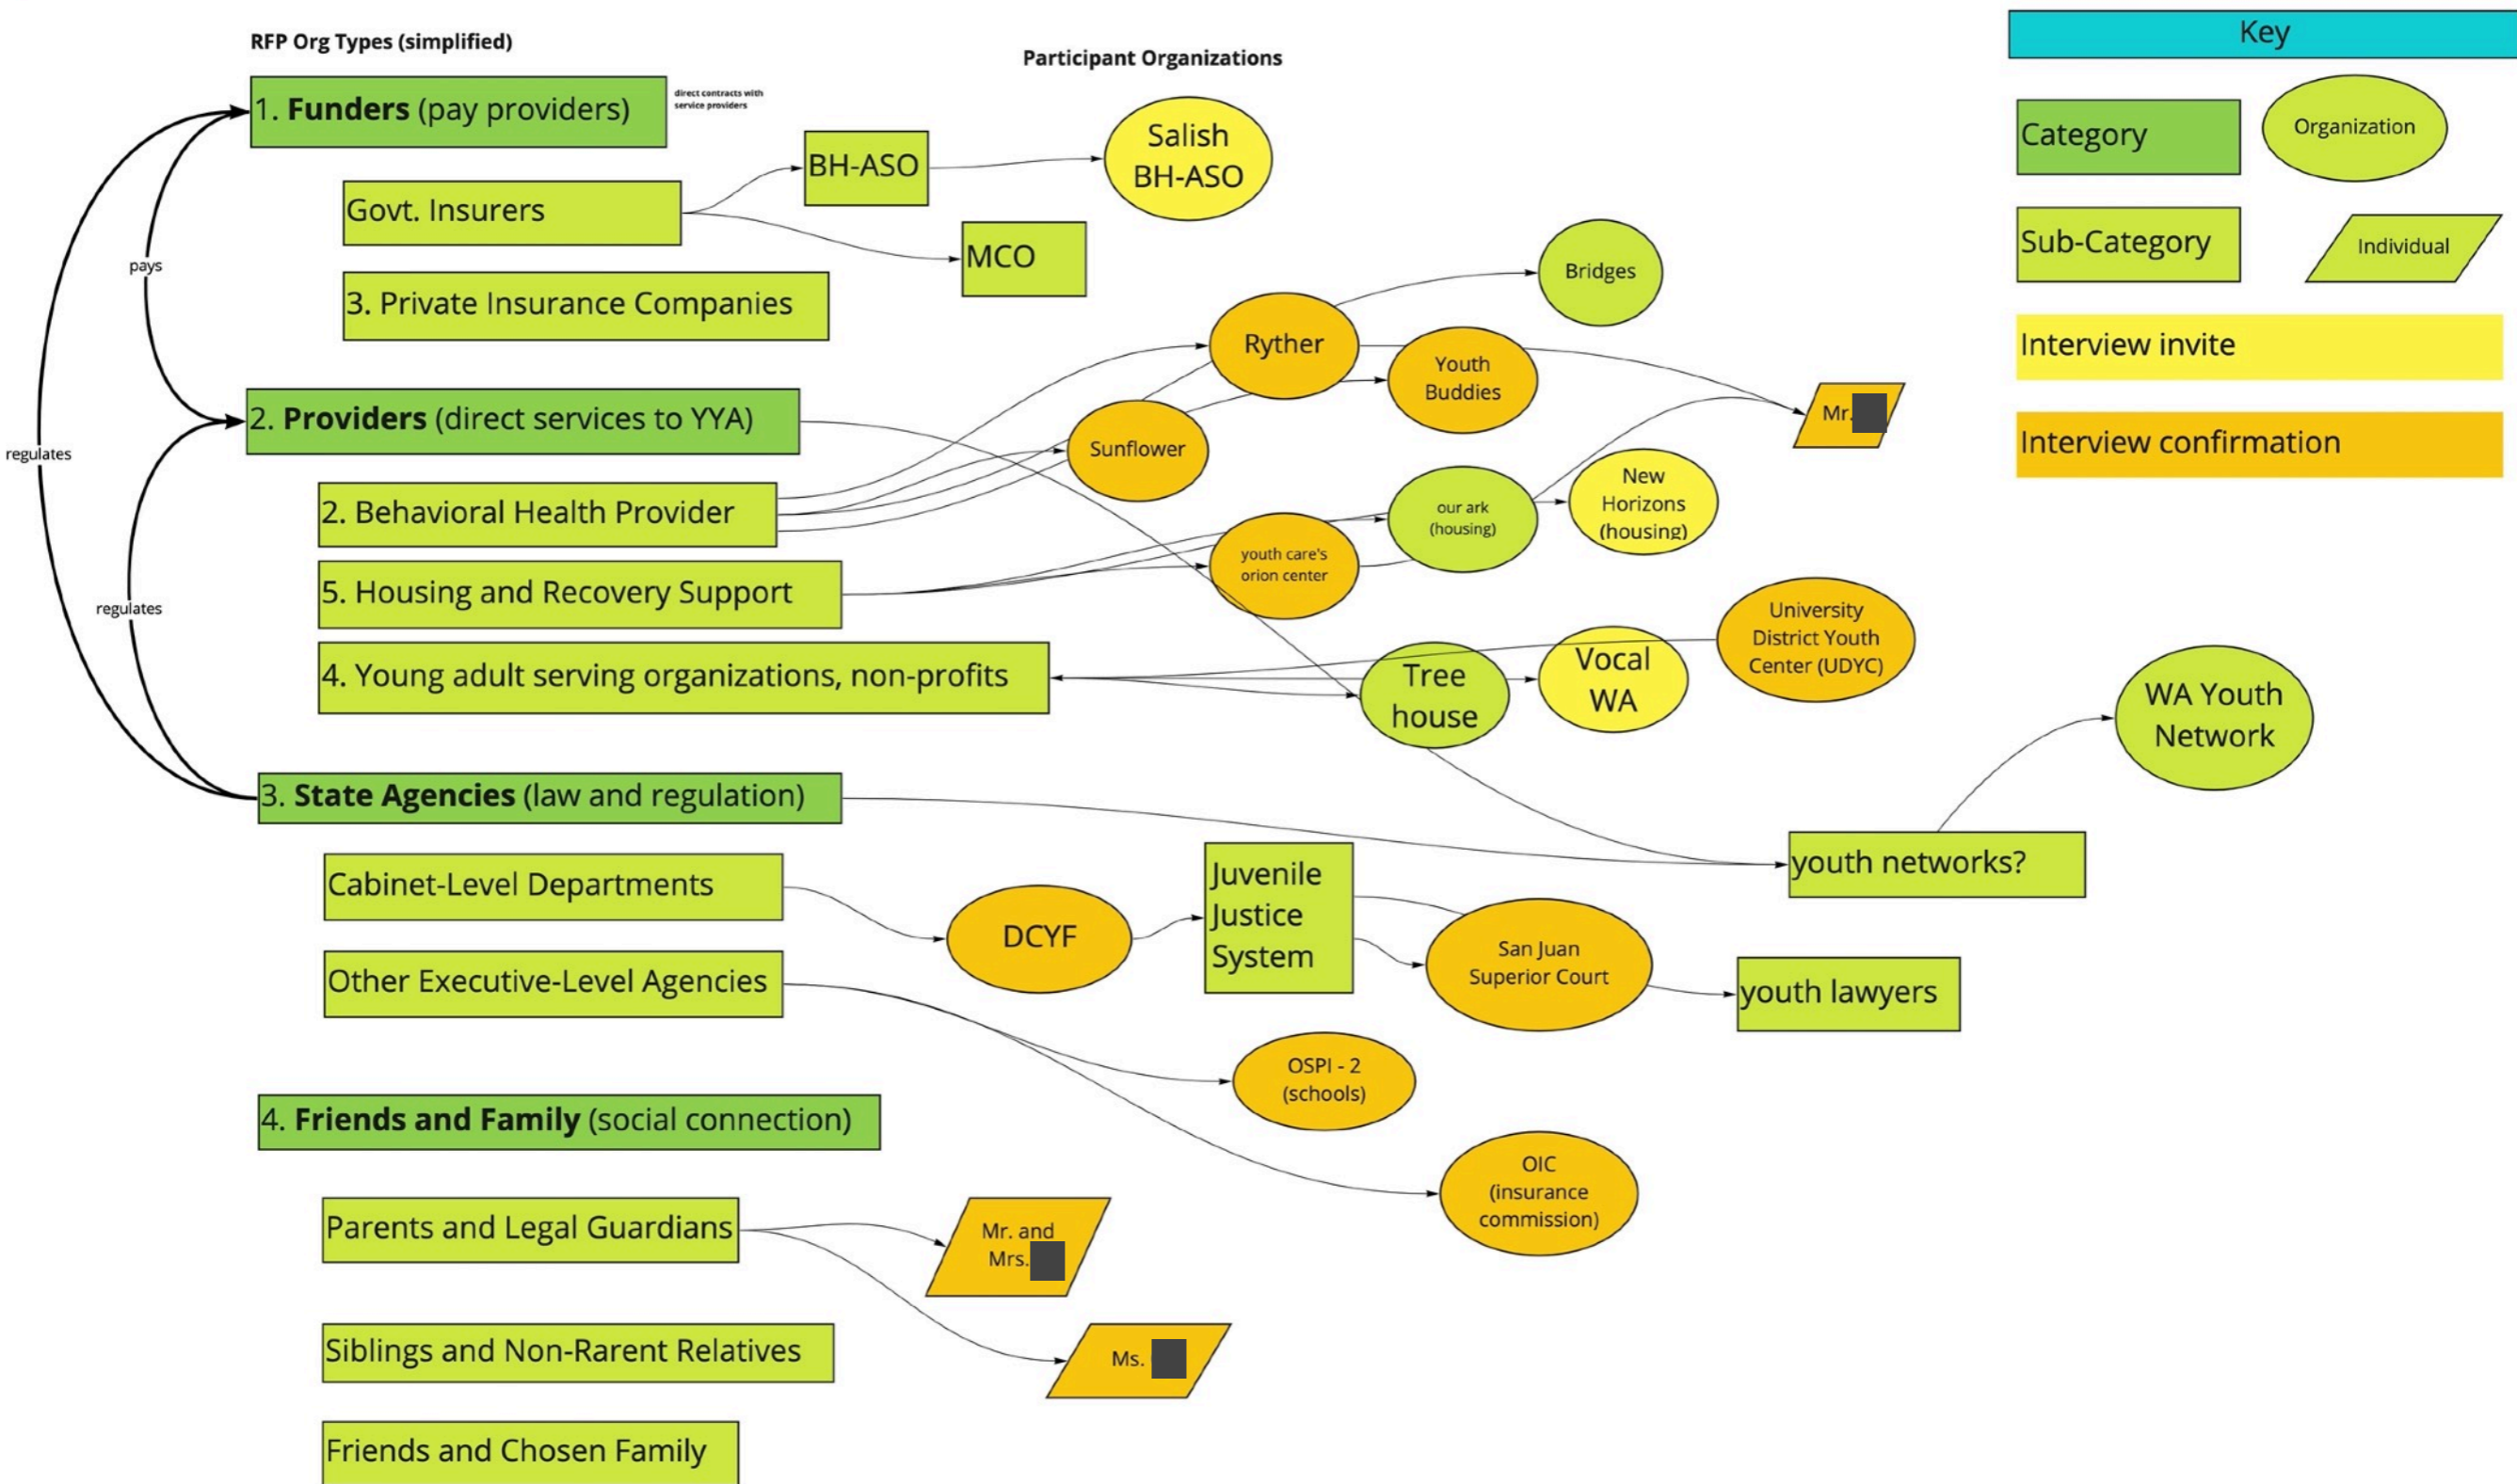 RFP Org Types (simplified)
Participant Organizations
Key
1. Funders (pay providers)
direct contracts with
service providers
Salish
BH-ASO
Category
Organization
BH-ASO
Govt. Insurers
MCO
Sub-Category
Individual
pays
3. Private Insurance Companies
Bridges
Ryther
Interview invite
Youth
Buddies
2. Providers (direct services to YYA)
Mr.
Interview confirmation
regulates
Sunflower
2. Behavioral Health Provider
our ark
(housing)
New
Horizons
(housing)
youth care's
orion center
5. Housing and Recovery Support
regulates
University
District Youth
Center (UDYC)
4. Young adult serving organizations, non-profits
Tree
house
Vocal
WA
WA Youth
Network
3. State Agencies (law and regulation)
youth networks?
Cabinet-Level Departments
Juvenile
Justice
System
DCYF
San Juan
Superior Court
Other Executive-Level Agencies
youth lawyers
OSPI - 2
(schools)
4. Friends and Family (social connection)
OIC
(insurance
commission)
Parents and Legal Guardians
Mr. and
Mrs.
Siblings and Non-Rarent Relatives
Ms.
Friends and Chosen Family